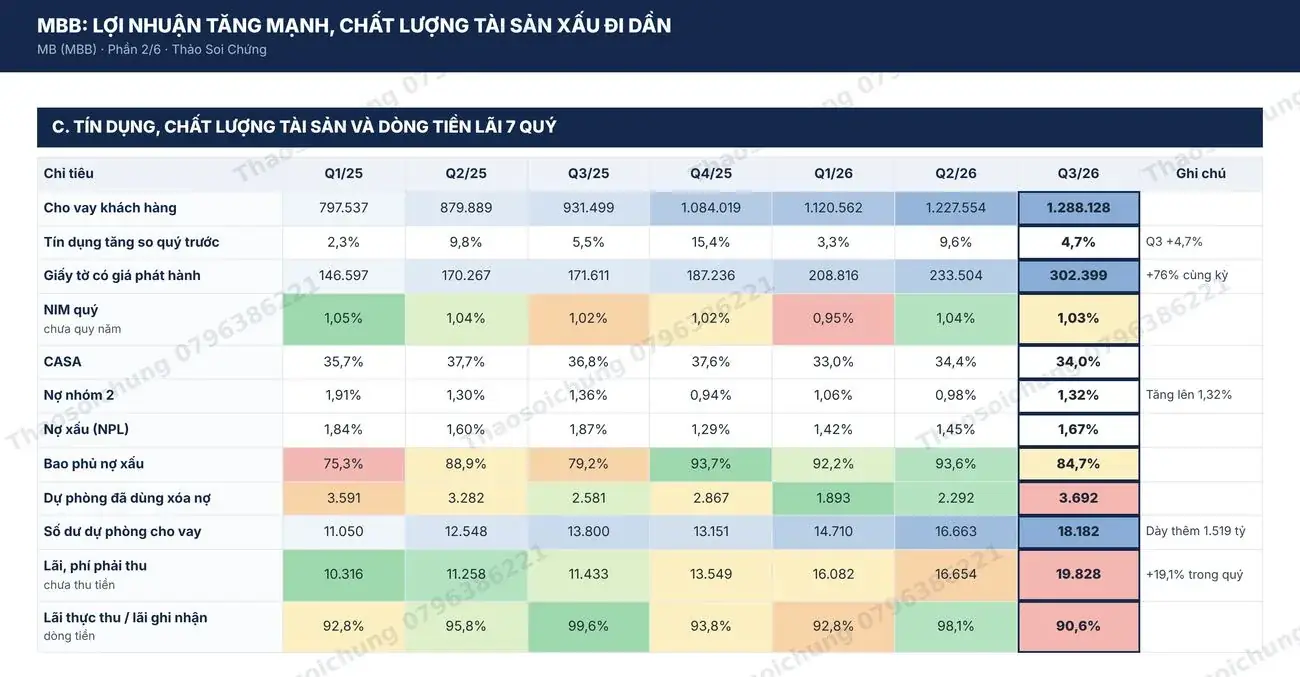 MBB: LỢI NHUẬN TĂNG MẠNH, CHẤT LƯỢNG TÀI SẢN XẤU ĐI DẦN
MB (MBB) · Phần 2/6 · Thảo Soi Chứng
C. TÍN DỤNG, CHẤT LƯỢNG TÀI SẢN VÀ DÒNG TIỀN LÃI 7 QUÝ
Chỉ tiêu Q1/25 Q2/25 Q3/25 Q4/25 Q1/26 Q2/26 Q3/26 Ghi chú
Cho vay khách hàng 797.537 879.889 931.499 1.084.019 1.120.562 1.227.554 1.288.128
Tín dụng tăng so quý trước 2,3% 9,8% 5,5% 15,4% 3,3% 9,6% 4,7% Q3 +4,7%
Giấy tờ có giá phát hành 146.597 170.267 171.611 187.236 208.816 233.504 302.399 +76% cùng kỳ
NIM quý 1,05% 1,04% 1,02% 1,02% 0,95% 1,04% 1,03%
chưa quy năm
CASA 35,7% 37,7% 36,8% 37,6% 33,0% 34,4% 34,0%
Nợ nhóm 2 1,91% 1,30% 1,36% 0,94% 1,06% 0,98% 1,32% Tăng lên 1,32%
Nợ xấu (NPL) 1,84% 1,60% 1,87% 1,29% 1,42% 1,45% 1,67%
Bao phủ nợ xấu 75,3% 88,9% 79,2% 93,7% 92,2% 93,6% 84,7%
Dự phòng đã dùng xóa nợ 3.591 3.282 2.581 2.867 1.893 2.292 3.692
Số dư dự phòng cho vay 11.050 12.548 13.800 13.151 14.710 16.663 18.182 Dày thêm 1.519 tỷ
Lãi, phí phải thu 10.316 11.258 11.433 13.549 16.082 16.654 19.828 +19,1% trong quý
chưa thu tiền
Lãi thực thu / lãi ghi nhận 92,8% 95,8% 99,6% 93,8% 92,8% 98,1% 90,6%
dòng tiền
Thaosoichung 0796386221